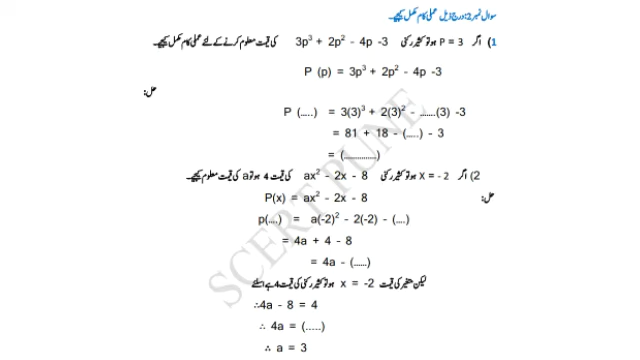 سوال نمبر 2: درج ذیل عملی کام مکمل کیجیے۔
1) اگر P = 3 ہو تو کثیر رکنی 3p³ + 2p² - 4p -3 کی قیمت معلوم کرنے کے لئے عملی کام مکمل کیجیے۔
P (p) = 3p³ + 2p² - 4p -3
حل:
P (.....) = 3(3)³ + 2(3)² - .......(3) -3
= 81 + 18 - (.....) - 3
= (..............)
2) اگر x = - 2 ہو تو کثیر رکنی ax² - 2x - 8 کی قیمت 4 ہو تو a کی قیمت معلوم کیجیے۔
حل: P(x) = ax² - 2x - 8
p(....) = a(-2)² - 2(-2) - (....)
= 4a + 4 - 8
= 4a - (......)
لیکن متغیر کی قیمت x = -2 ہو تو کثیر رکنی کی قیمت 4 ہے اسلئے
∴4a - 8 = 4
∴ 4a = (.....)
∴ a = 3
SCERT PUNE